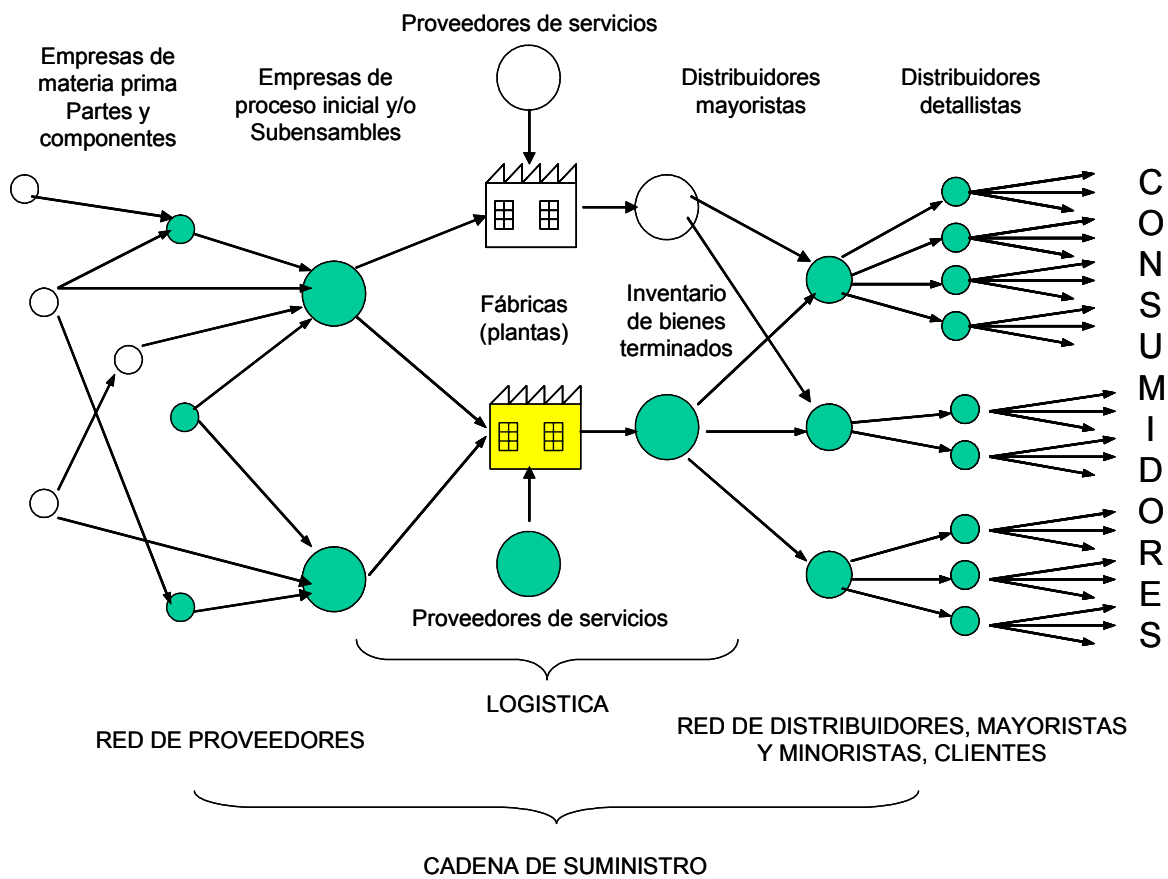 Proveedores de servicios
Empresas de
materia prima
Partes y
componentes
Empresas de
proceso inicial y/o
Subensambles
Distribuidores
mayoristas
Distribuidores
detallistas
Fábricas
(plantas)
Inventario
de bienes
terminados
CONSUMIDORES
Proveedores de servicios
LOGISTICA
RED DE PROVEEDORES
RED DE DISTRIBUIDORES, MAYORISTAS
Y MINORISTAS, CLIENTES
CADENA DE SUMINISTRO